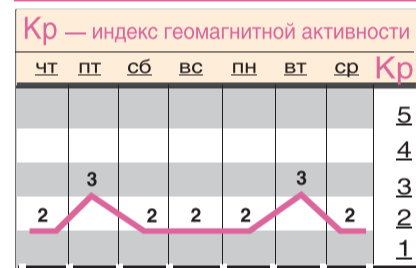 Кр — индекс геомагнитной активности
чт пт сб вс пн вт ср Кр
5
4
3 3 3
2 2 2 2 2 2
1